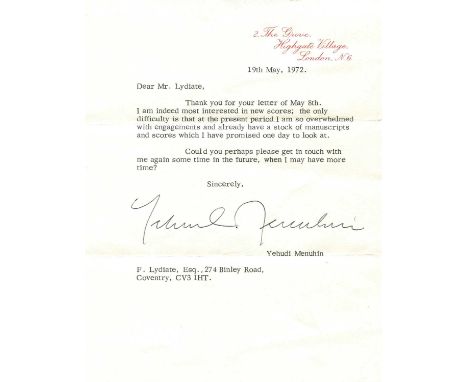 2, The Grove,
Highgate Village,
London, N.6
19th May, 1972.
Dear Mr. Lydiate,
Thank you for your letter of May 8th.
I am indeed most interested in new scores; the only
difficulty is that at the present period I am so overwhelmed
with engagements and already have a stock of manuscripts
and scores which I have promised one day to look at.
Could you perhaps please get in touch with
me again some time in the future, when I may have more
time?
Sincerely,
Yehudi Menuhin
Yehudi Menuhin
F. Lydiate, Esq., 274 Binley Road,
Coventry, CV3 1HT.